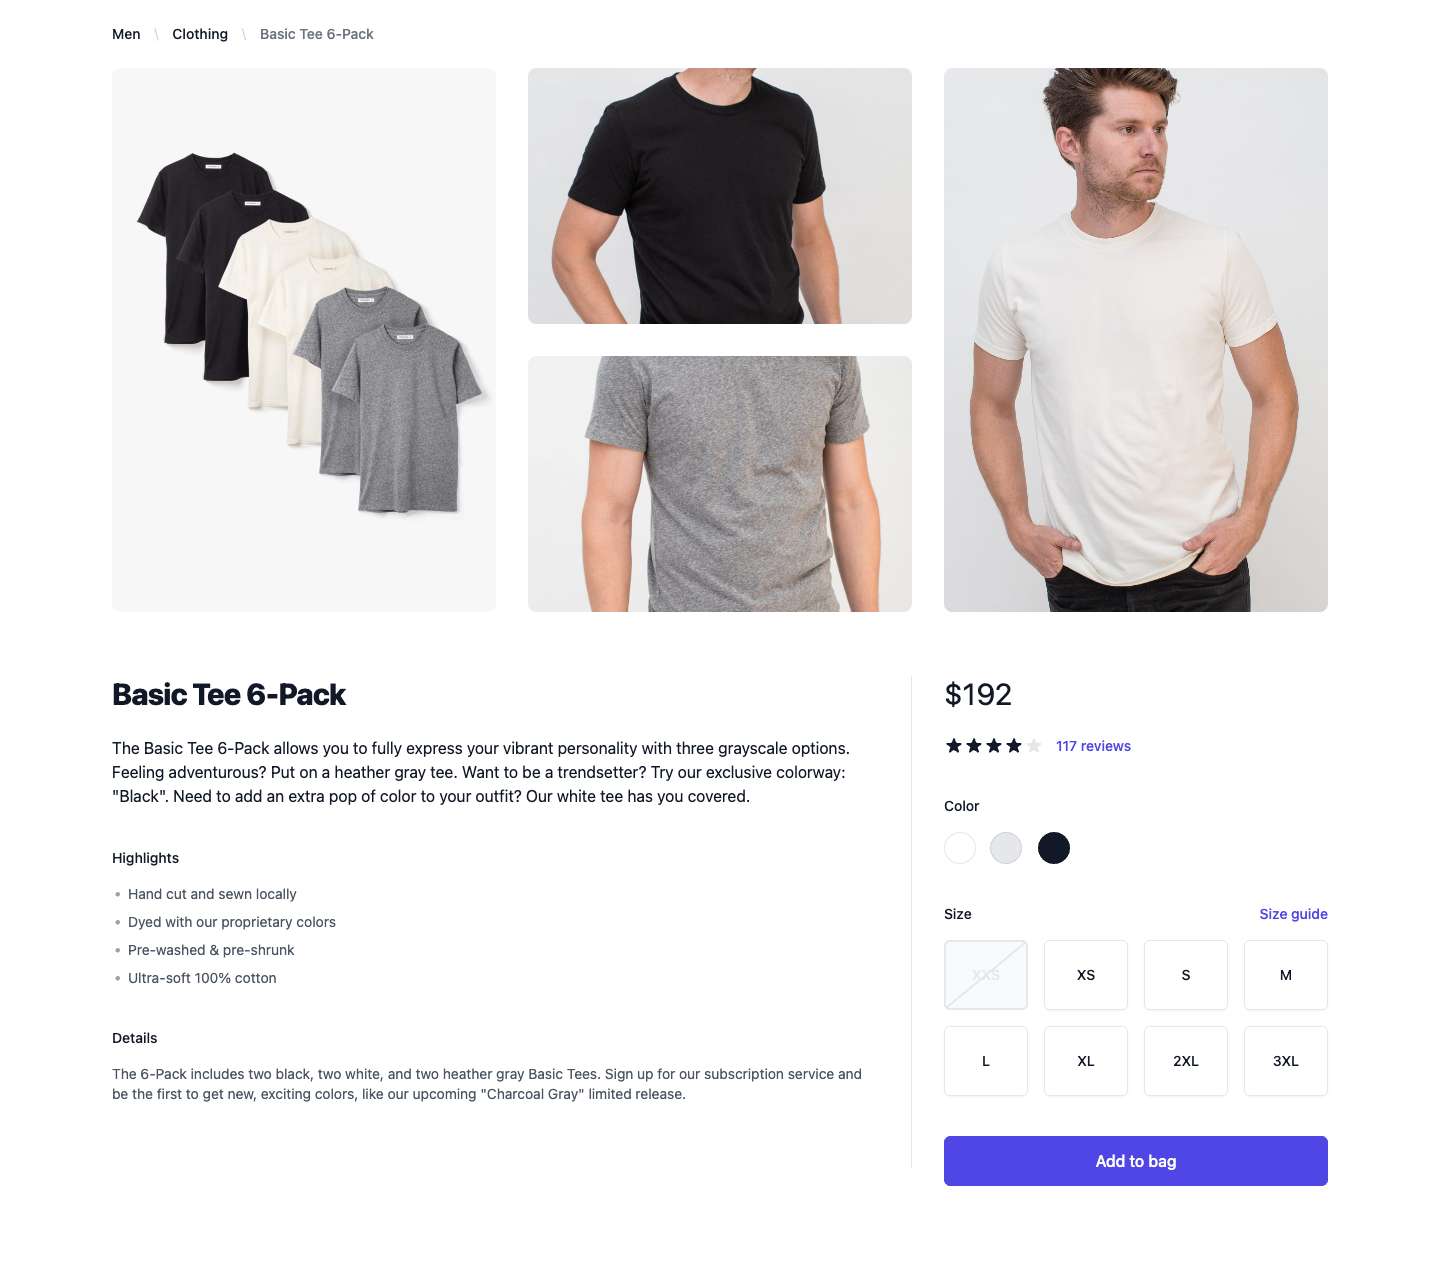 Men \ Clothing \ Basic Tee 6-Pack
Basic Tee 6-Pack
The Basic Tee 6-Pack allows you to fully express your vibrant personality with three grayscale options.
Feeling adventurous? Put on a heather gray tee. Want to be a trendsetter? Try our exclusive colorway:
"Black". Need to add an extra pop of color to your outfit? Our white tee has you covered.
Highlights
Hand cut and sewn locally
Dyed with our proprietary colors
Pre-washed & pre-shrunk
Ultra-soft 100% cotton
Details
The 6-Pack includes two black, two white, and two heather gray Basic Tees. Sign up for our subscription service and
be the first to get new, exciting colors, like our upcoming "Charcoal Gray" limited release.
$192
117 reviews
Color
Size Size guide
XXS XS S M
L XL 2XL 3XL
Add to bag